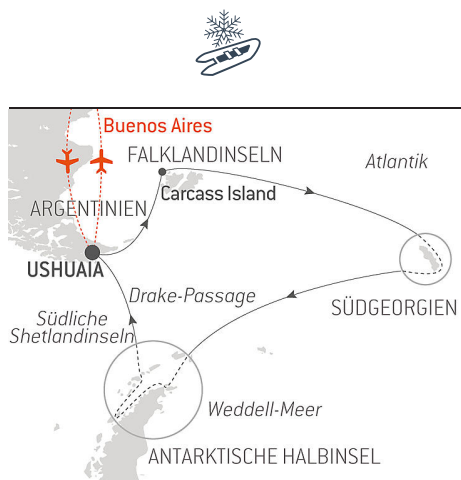 Buenos Aires
FALKLANDINSELN
Atlantik
Carcass Island
ARGENTINIEN
USHUAIA
Drake-Passage
SÜDGEORGIEN
Südliche
Shetlandinseln
Weddell-Meer
ANTARKTISCHE HALBINSEL